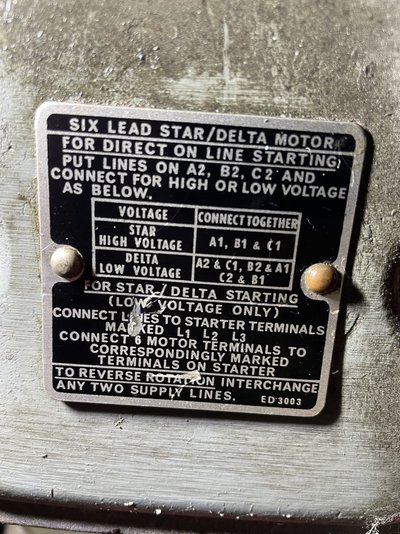 SIX LEAD STAR/DELTA MOTOR
FOR DIRECT ON LINE STARTING
PUT LINES ON A2, B2, C2 AND
CONNECT FOR HIGH OR LOW VOLTAGE
AS BELOW.
VOLTAGE CONNECT TOGETHER
STAR
HIGH VOLTAGE A1, B1 & C1
DELTA
LOW VOLTAGE A2 & C1, B2 & A1
C2 & B1
FOR STAR/DELTA STARTING
(LOW VOLTAGE ONLY)
CONNECT LINES TO STARTER TERMINALS
MARKED L1 L2 L3
CONNECT 6 MOTOR TERMINALS TO
CORRESPONDINGLY MARKED
TERMINALS ON STARTER
TO REVERSE ROTATION INTERCHANGE
ANY TWO SUPPLY LINES.
ED 3003